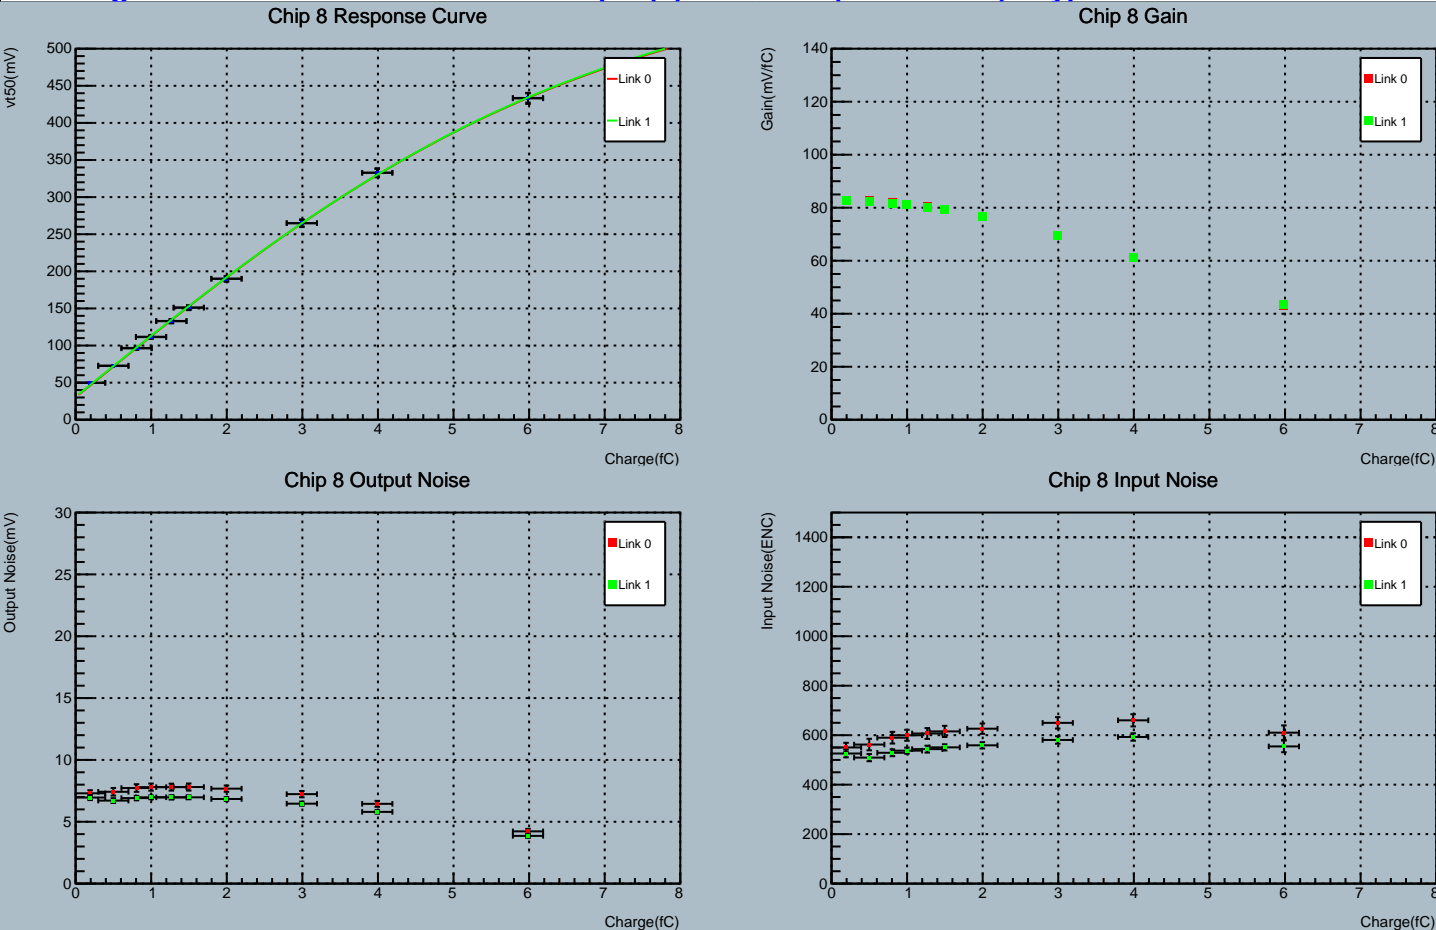 Chip 8 Response Curve
vt50(mV)
500
450
400
350
300
250
200
150
100
50
0
0 1 2 3 4 5 6 7 8
Charge(fC)
Link 0
Link 1
Chip 8 Gain
Gain(mV/fC)
140
120
100
80
60
40
20
0
0 1 2 3 4 5 6 7 8
Charge(fC)
Link 0
Link 1
Chip 8 Output Noise
Output Noise(mV)
30
25
20
15
10
5
0
0 1 2 3 4 5 6 7 8
Charge(fC)
Link 0
Link 1
Chip 8 Input Noise
Input Noise(ENC)
1400
1200
1000
800
600
400
200
0
0 1 2 3 4 5 6 7 8
Charge(fC)
Link 0
Link 1